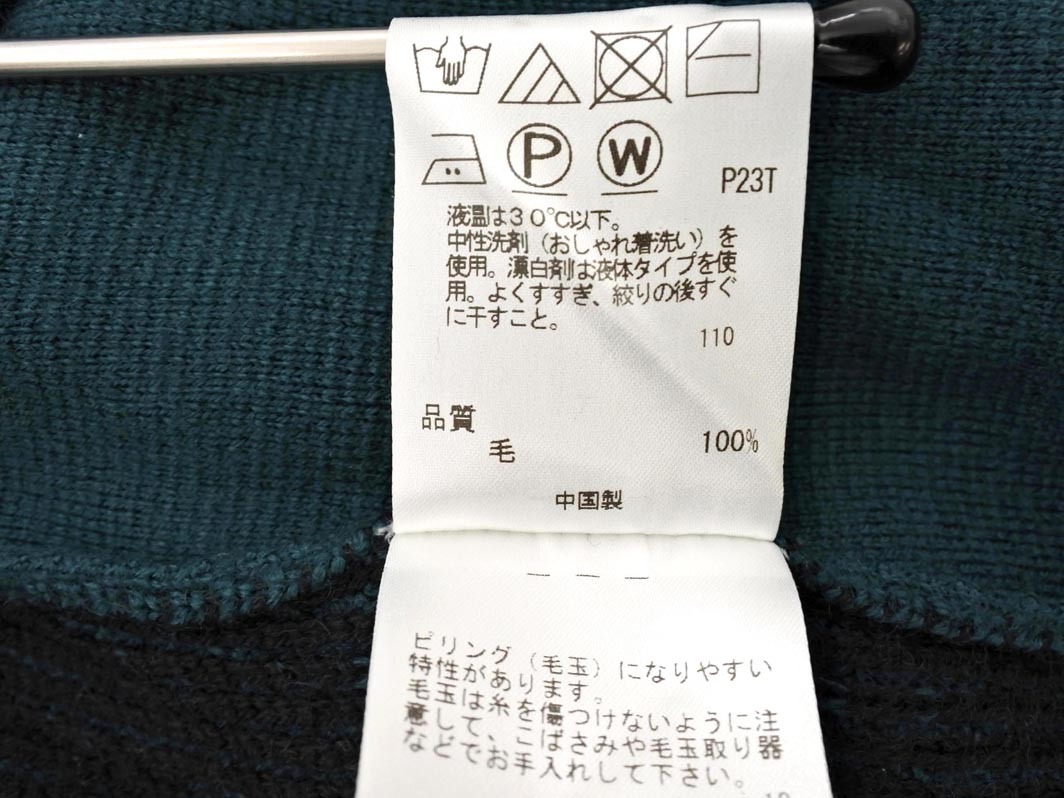 P W P23T
液温は30℃以下。
中性洗剤（おしゃれ着洗い）を
使用。漂白剤は液体タイプを使
用。よくすすぎ、絞りの後すぐ
に干すこと。
110
品質
毛 100%
中国製
ピリング（毛玉）になりやすい
特性があります。
毛玉は糸を傷つけないように注
意して、こばさみや毛玉取り器
などでお手入れして下さい。